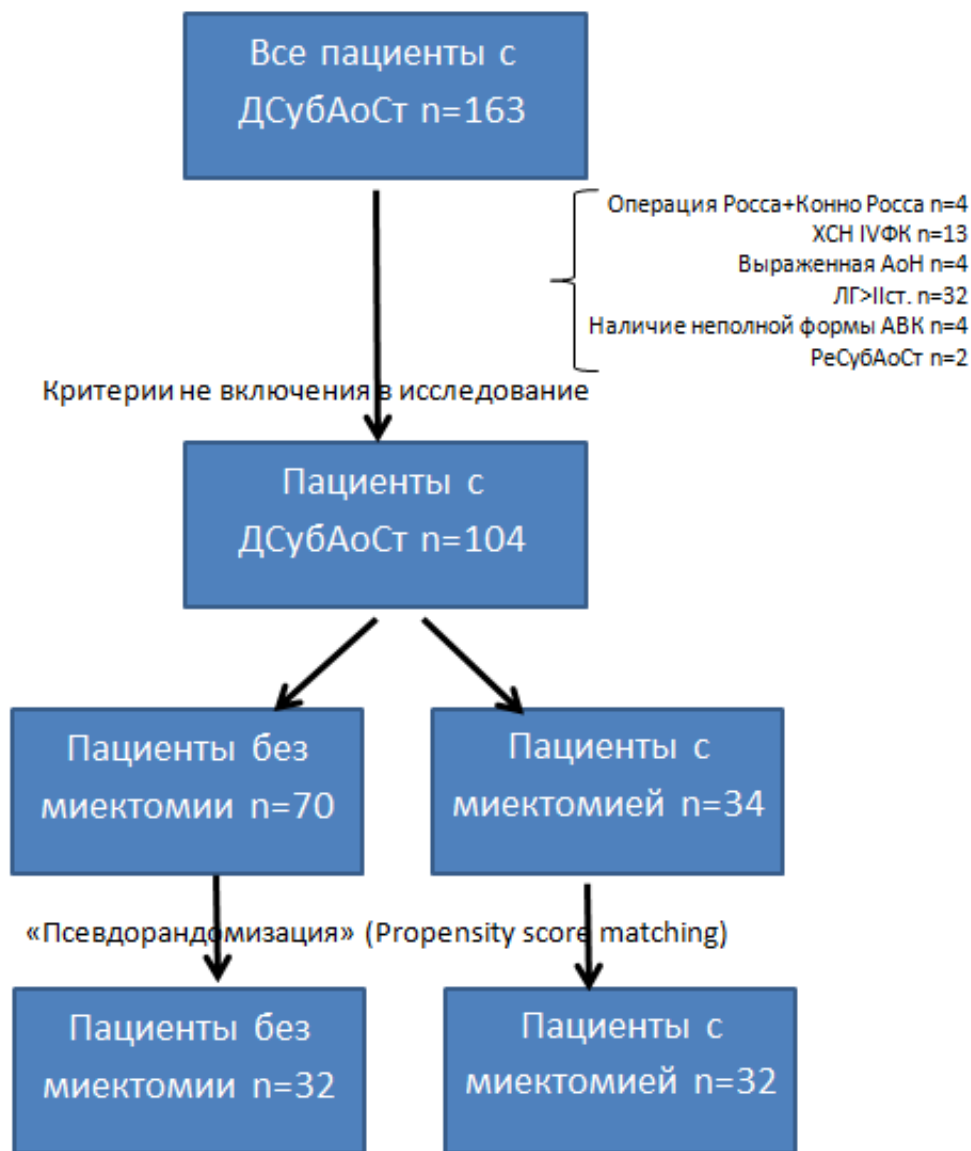 Все пациенты с
ДСубАоСт n=163
Операция Росса+Конно Росса n=4
ХСН IVФК n=13
Выраженная АоН n=4
ЛГ>IIст. n=32
Наличие неполной формы АВК n=4
РеСубАоСт n=2
Критерии не включения в исследование
Пациенты с
ДСубАоСт n=104
Пациенты без
миектомии n=70
Пациенты с
миектомией n=34
«Псевдорандомизация» (Propensity score matching)
Пациенты без
миектомии n=32
Пациенты с
миектомией n=32